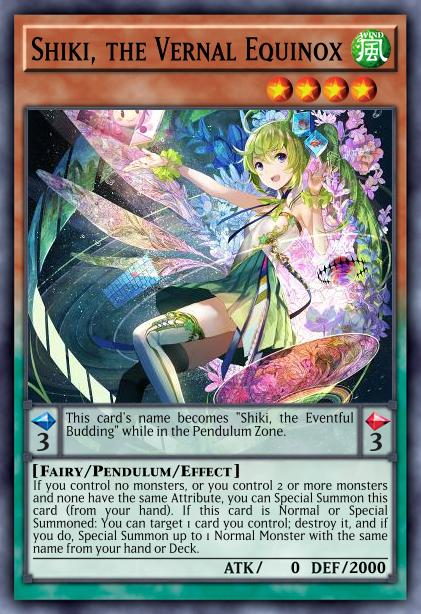 Shiki, the Vernal Equinox
WIND
風
3
This card's name becomes "Shiki, the Eventful
Budding" while in the Pendulum Zone.
3
[Fairy/Pendulum/Effect]
If you control no monsters, or you control 2 or more monsters
and none have the same Attribute, you can Special Summon this
card (from your hand). If this card is Normal or Special
Summoned: You can target 1 card you control; destroy it, and if
you do, Special Summon up to 1 Normal Monster with the same
name from your hand or Deck.
ATK/ 0 DEF/2000